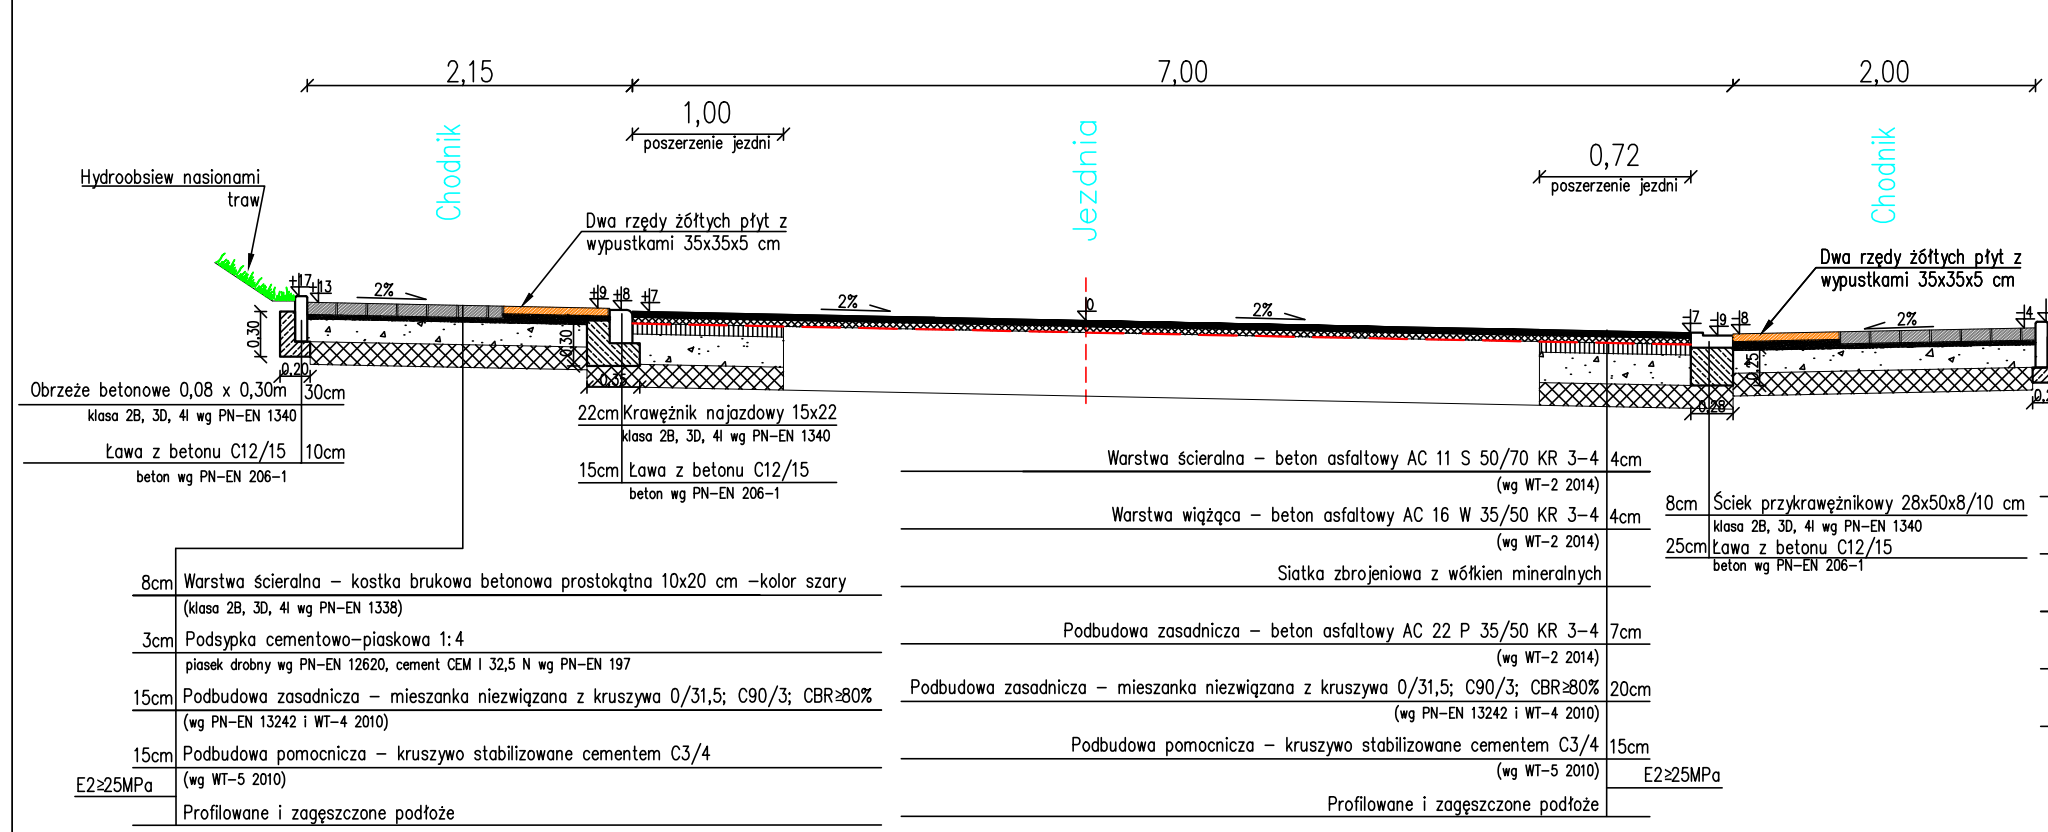 2,15
7,00
2,00
1,00
poszerzenie jezdni
0,72
poszerzenie jezdni
Chodnik
Jezdnia
Chodnik
Hydroobsiew nasionami
traw
Dwa rzędy żółtych płyt z
wypustkami 35x35x5 cm
Dwa rzędy żółtych płyt z
wypustkami 35x35x5 cm
+17
+13
2%
+9
+8
+7
2%
0
2%
-7
-9
-8
2%
-4
0,30
0,30
0,25
0,20
0,35
0,28
Obrzeże betonowe 0,08 x 0,30m 30cm
klasa 2B, 3D, 4I wg PN-EN 1340
Ława z betonu C12/15 10cm
beton wg PN-EN 206-1
22cm Krawężnik najazdowy 15x22
klasa 2B, 3D, 4I wg PN-EN 1340
15cm Ława z betonu C12/15
beton wg PN-EN 206-1
Warstwa ścieralna – beton asfaltowy AC 11 S 50/70 KR 3-4 4cm
(wg WT-2 2014)
Warstwa wiążąca – beton asfaltowy AC 16 W 35/50 KR 3-4 4cm
(wg WT-2 2014)
Siatka zbrojeniowa z wółkien mineralnych
Podbudowa zasadnicza – beton asfaltowy AC 22 P 35/50 KR 3-4 7cm
(wg WT-2 2014)
Podbudowa zasadnicza – mieszanka niezwiązana z kruszywa 0/31,5; C90/3; CBR≥80% 20cm
(wg PN-EN 13242 i WT-4 2010)
Podbudowa pomocnicza – kruszywo stabilizowane cementem C3/4 15cm
(wg WT-5 2010)
E2≥25MPa
Profilowane i zagęszczone podłoże
8cm Ściek przykrawężnikowy 28x50x8/10 cm
klasa 2B, 3D, 4I wg PN-EN 1340
25cm Ława z betonu C12/15
beton wg PN-EN 206-1
8cm Warstwa ścieralna – kostka brukowa betonowa prostokątna 10x20 cm -kolor szary
(klasa 2B, 3D, 4I wg PN-EN 1338)
3cm Podsypka cementowo-piaskowa 1:4
piasek drobny wg PN-EN 12620, cement CEM I 32,5 N wg PN-EN 197
15cm Podbudowa zasadnicza – mieszanka niezwiązana z kruszywa 0/31,5; C90/3; CBR≥80%
(wg PN-EN 13242 i WT-4 2010)
15cm Podbudowa pomocnicza – kruszywo stabilizowane cementem C3/4
(wg WT-5 2010)
E2≥25MPa
Profilowane i zagęszczone podłoże